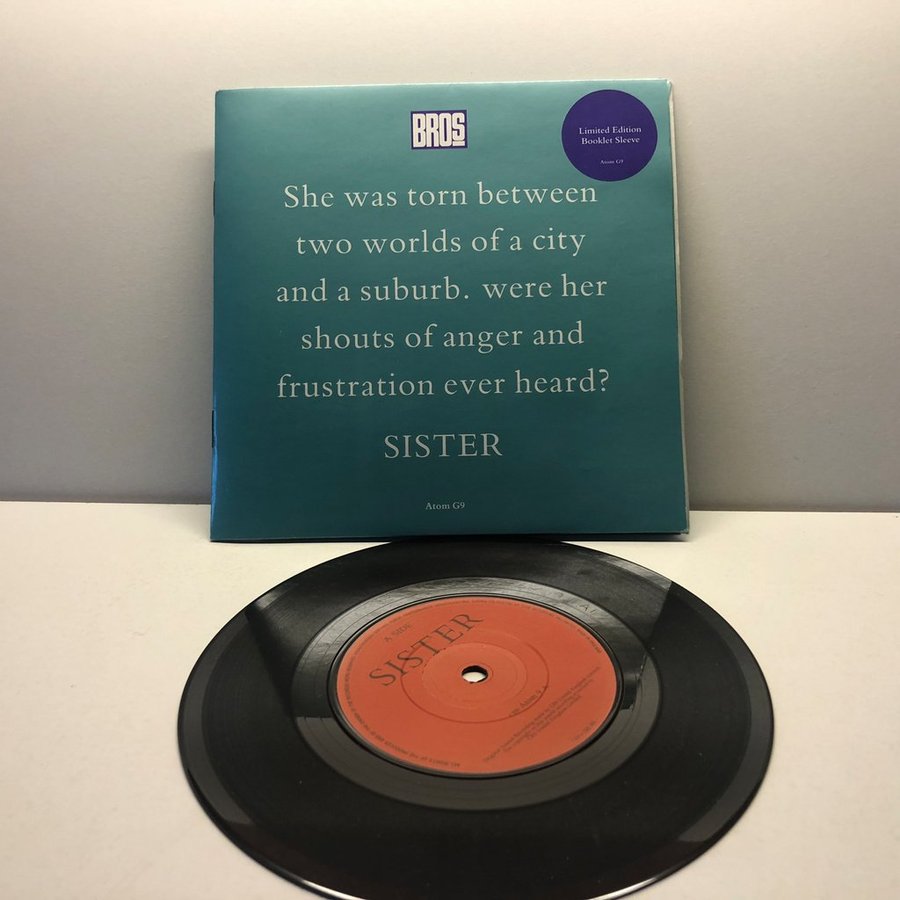 BROS
Limited Edition
Booklet Sleeve
Atom G9
She was torn between
two worlds of a city
and a suburb. were her
shouts of anger and
frustration ever heard?
SISTER
Atom G9
A SIDE
SISTER